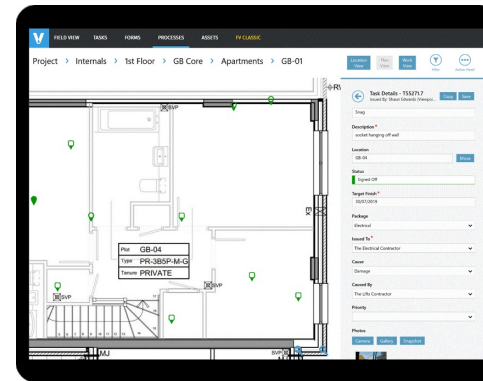 V FIELD VIEW TASKS FORMS PROCESSES ASSETS FV CLASSIC
Project > Internals > 1st Floor > GB Core > Apartments > GB-01
Location View
Plan View
Work View
Filter
Action Panel
SVP
EX
Plot GB-04
Type PR-3B5P-M-G
Tenure PRIVATE
SVP
SVP
MJ
SVP
Task Details - T552717
Issued By: Shaun Edwards (Viewpoi...
Copy Save
Snag
Description *
socket hanging off wall
Location
GB-04
Move
Status
Signed Off
Target Finish *
30/07/2019
Package
Electrical
Issued To *
The Electrical Contractor
Cause
Damage
Caused By
The Lifts Contractor
Priority
Photos
Camera Gallery Snapshot